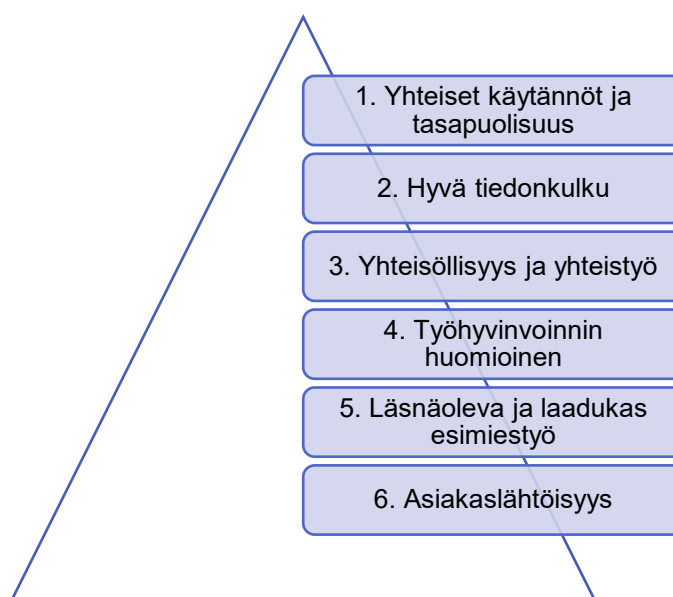 1. Yhteiset käytännöt ja
tasapuolisuus
2. Hyvä tiedonkulku
3. Yhteisöllisyys ja yhteistyö
4. Työhyvinvoinnin
huomioinen
5. Läsnäoleva ja laadukas
esimiestyö
6. Asiakaslähtöisyys